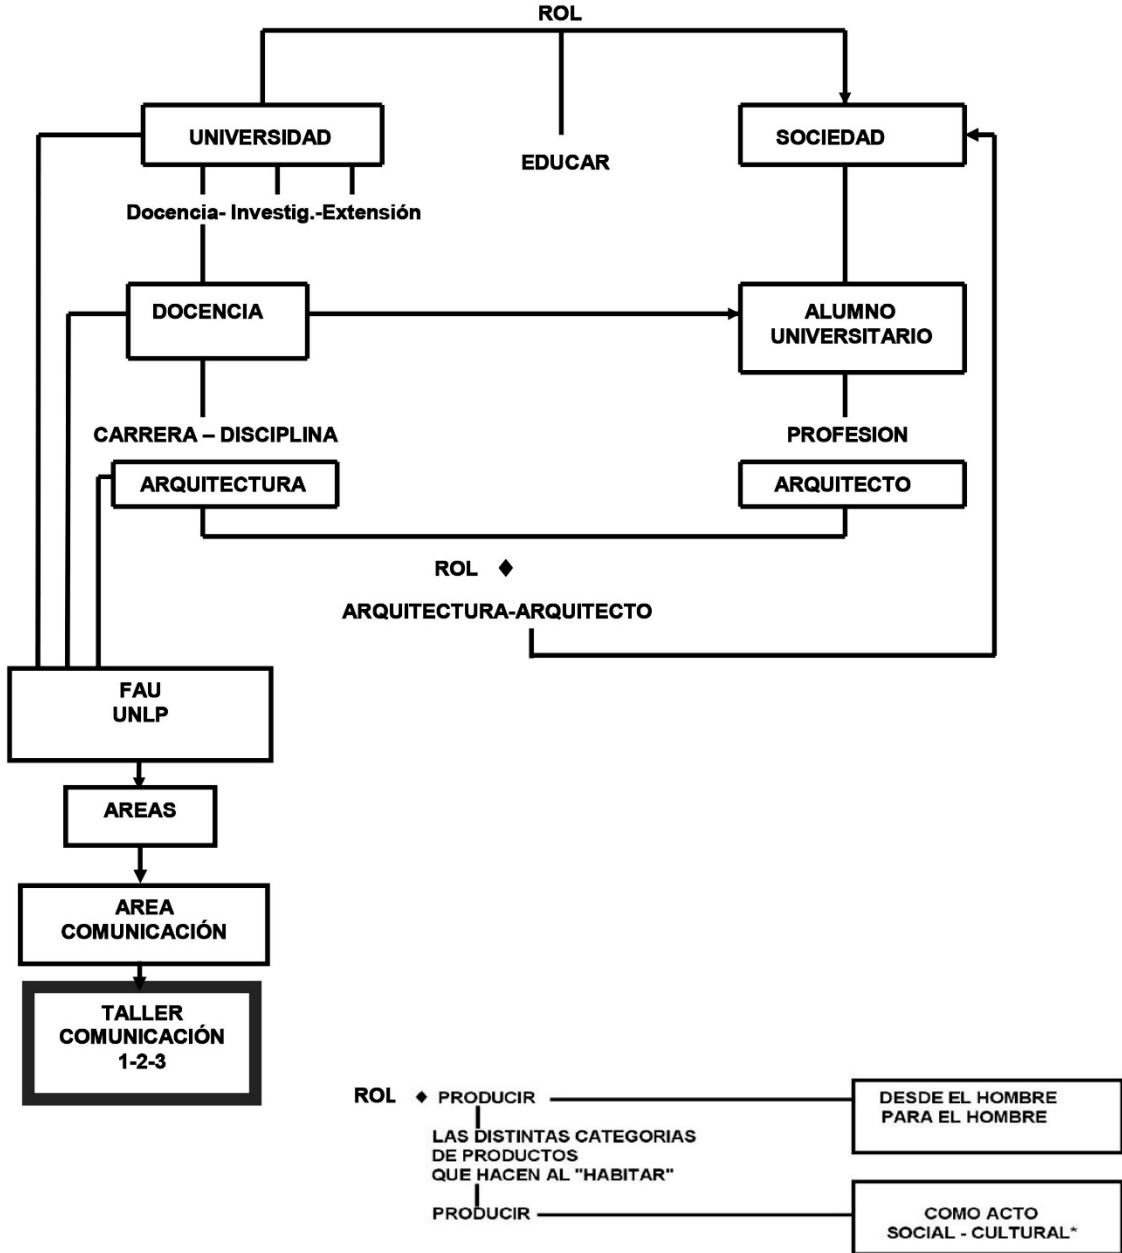 ROL
UNIVERSIDAD
EDUCAR
SOCIEDAD
Docencia- Investig.-Extensión
DOCENCIA
ALUMNO
UNIVERSITARIO
CARRERA – DISCIPLINA
PROFESION
ARQUITECTURA
ARQUITECTO
ROL ♦
ARQUITECTURA-ARQUITECTO
FAU
UNLP
AREAS
AREA
COMUNICACIÓN
TALLER
COMUNICACIÓN
1-2-3
ROL ♦ PRODUCIR
DESDE EL HOMBRE
PARA EL HOMBRE
LAS DISTINTAS CATEGORIAS
DE PRODUCTOS
QUE HACEN AL "HABITAR"
PRODUCIR
COMO ACTO
SOCIAL - CULTURAL*